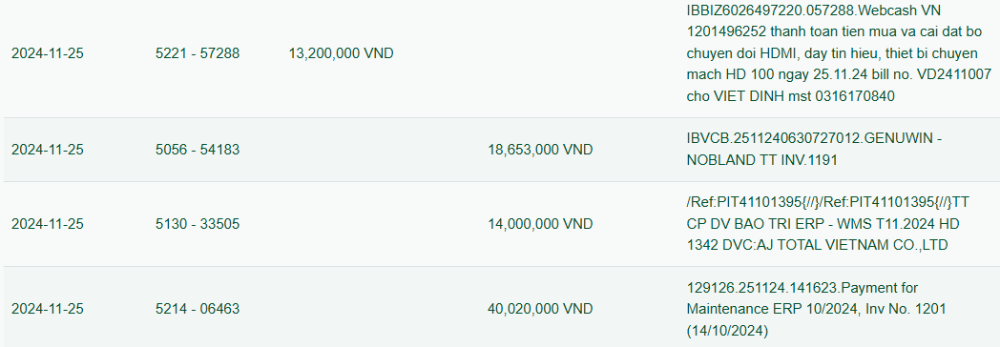 IBBIZ6026497220.057288.Webcash VN
2024-11-25 5221 - 57288 13,200,000 VND 1201496252 thanh toan tien mua va cai dat bo
chuyen doi HDMI, day tin hieu, thiet bi chuyen
mach HD 100 ngay 25.11.24 bill no. VD2411007
cho VIET DINH mst 0316170840
2024-11-25 5056 - 54183 18,653,000 VND IBVCB.2511240630727012.GENUWIN -
NOBLAND TT INV.1191
/Ref:PIT41101395{//}/Ref:PIT41101395{//}TT
2024-11-25 5130 - 33505 14,000,000 VND CP DV BAO TRI ERP - WMS T11.2024 HD
1342 DVC:AJ TOTAL VIETNAM CO.,LTD
129126.251124.141623.Payment for
2024-11-25 5214 - 06463 40,020,000 VND Maintenance ERP 10/2024, Inv No. 1201
(14/10/2024)